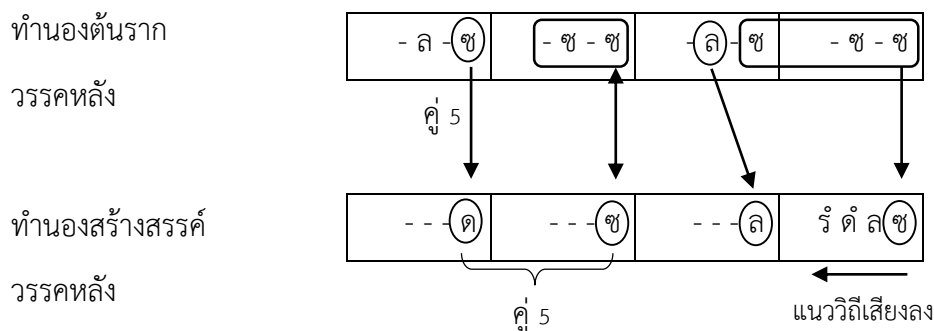 ทำนองต้นราก
- ล - ซ - ซ - ซ - ล - ซ - ซ - ซ
วรรคหลัง
คู่ 5
ทำนองสร้างสรรค์
- - - ด - - - ซ - - - ล รํ ดํ ล ซ
วรรคหลัง
คู่ 5
แนววิถีเสียงลง